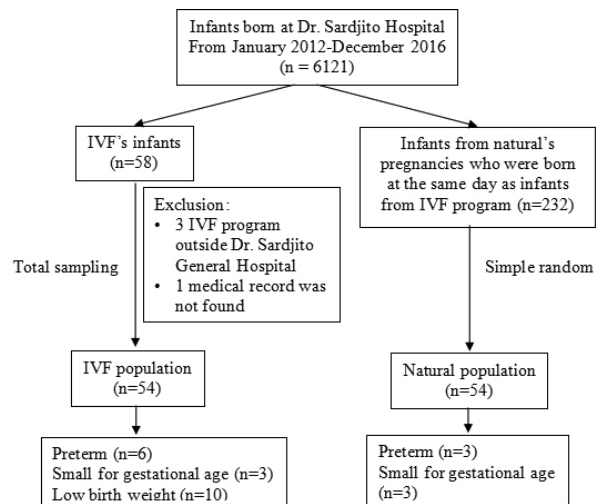 Infants born at Dr. Sardjito Hospital
From January 2012-December 2016
(n = 6121)
IVF's infants
(n=58)
Infants from natural's
pregnancies who were born
at the same day as infants
from IVF program (n=232)
Exclusion:
• 3 IVF program
outside Dr. Sardjito
General Hospital
• 1 medical record was
not found
Total sampling
Simple random
IVF population
(n=54)
Natural population
(n=54)
Preterm (n=6)
Small for gestational age (n=3)
Low birth weight (n=10)
Preterm (n=3)
Small for gestational age
(n=3)